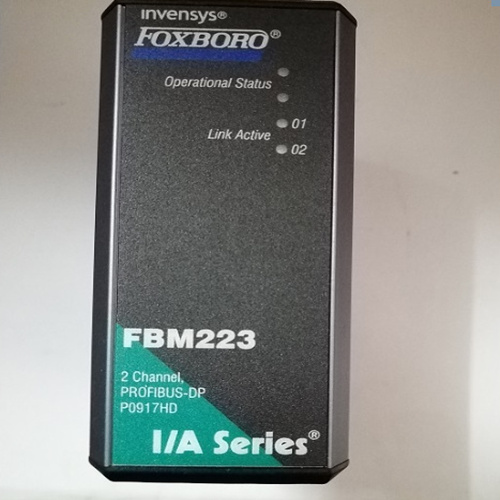 invensys®
FOXBORO®
Operational Status
01
Link Active
02
FBM223
2 Channel,
PROFIBUS-DP
P0917HD
I/A Series®